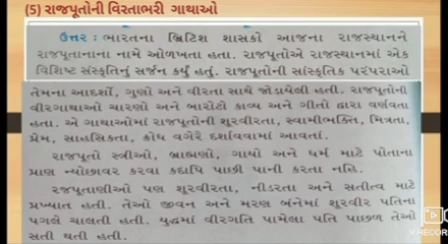 (5) રાજપૂતોની વિરતાભરી ગાથાઓ
ઉત્તર : ભારતના બ્રિટિશ શાસકો આજના રાજસ્થાનને
રાજપૂતાનાના નામે ઓળખતા હતા. રાજપૂતોએ રાજસ્થાનમાં એક
વિશિષ્ટ સંસ્કૃતિનું સર્જન કર્યું હતું. રાજપૂતોની સાંસ્કૃતિક પરંપરાઓ
તેમના આદર્શો, ગુણો અને વીરતા સાથે જોડાયેલી હતી. રાજપૂતોની
વીરગાથાઓ ચારણો અને બારોટો કાવ્ય અને ગીતો દ્વારા વર્ણવતા
હતા. એ ગાથાઓમાં રાજપૂતોની શૂરવીરતા, સ્વામીભક્તિ, મિત્રતા,
પ્રેમ, સાહસિકતા, ક્રોધ વગેરે દર્શાવવામાં આવતાં.
રાજપૂતો સ્ત્રીઓ, બ્રાહ્મણો, ગાયો અને ધર્મ માટે પોતાના
પ્રાણ ન્યોછાવર કરવા કદાપિ પાછી પાની કરતા નહિ.
રજપૂતાણીઓ પણ શૂરવીરતા, નીડરતા અને સતીત્વ માટે
પ્રખ્યાત હતી. તેઓ જીવન અને મરણ બંનેમાં શૂરવીર પતિના
પગલે ચાલતી હતી. યુદ્ધમાં વીરગતિ પામેલા પતિ પાછળ તેઓ
સતી થતી હતી.